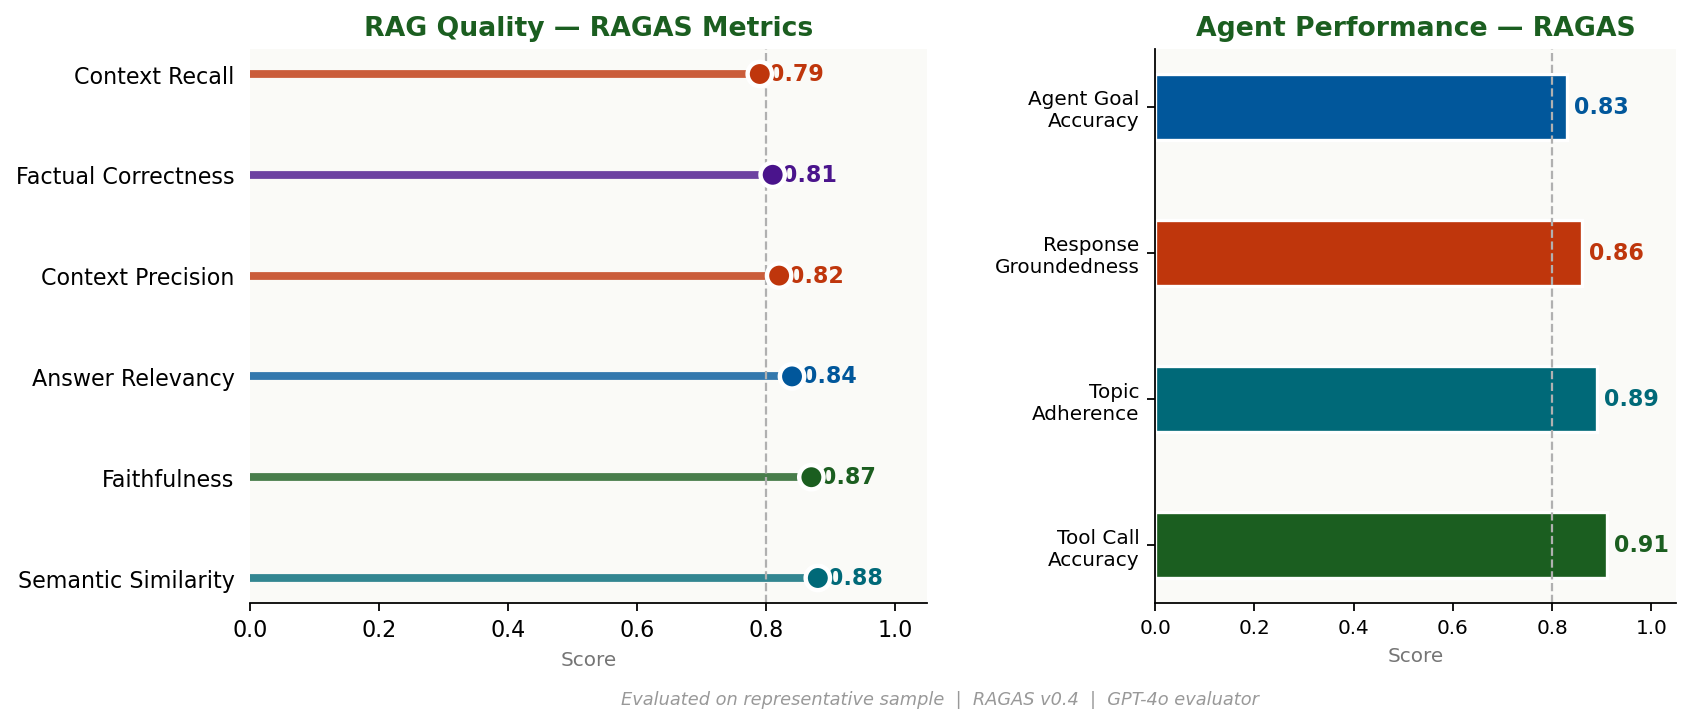 RAG Quality — RAGAS Metrics
Context Recall
0.79
Factual Correctness
0.81
Context Precision
0.82
Answer Relevancy
0.84
Faithfulness
0.87
Semantic Similarity
0.88
0.0 0.2 0.4 0.6 0.8 1.0
Score
Agent Performance — RAGAS
Agent Goal
Accuracy
0.83
Response
Groundedness
0.86
Topic
Adherence
0.89
Tool Call
Accuracy
0.91
0.0 0.2 0.4 0.6 0.8 1.0
Score
Evaluated on representative sample | RAGAS v0.4 | GPT-4o evaluator